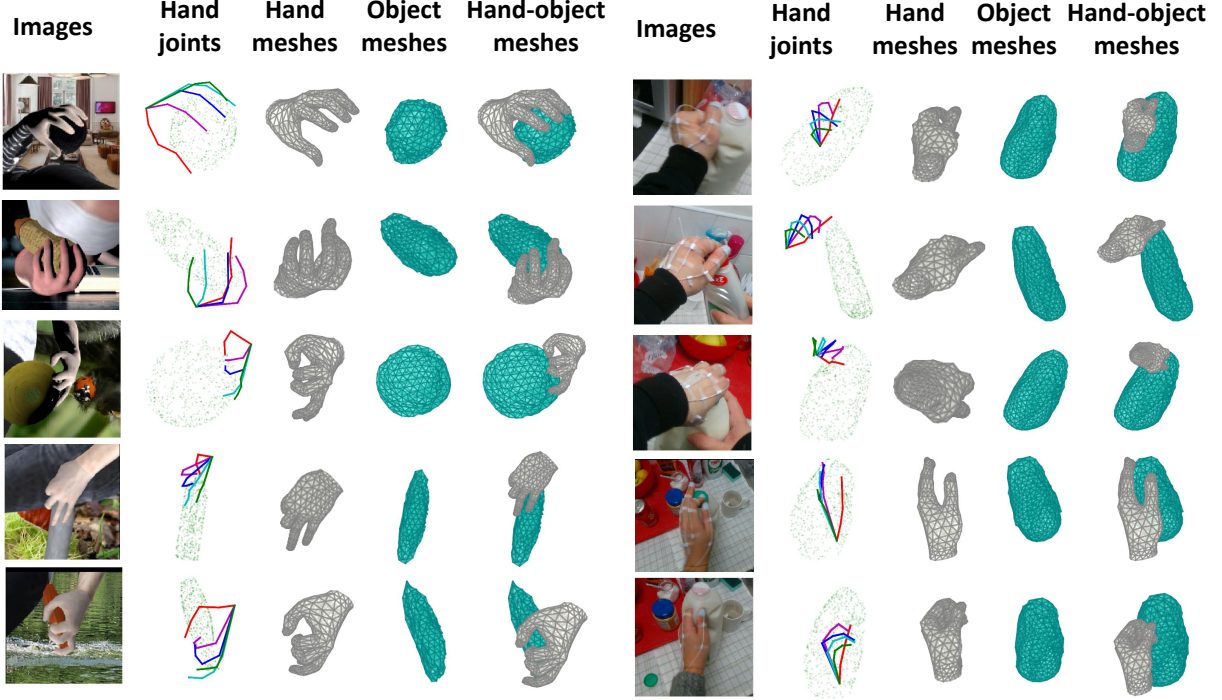 Images
Hand joints
Hand meshes
Object meshes
Hand-object meshes
Images
Hand joints
Hand meshes
Object meshes
Hand-object meshes